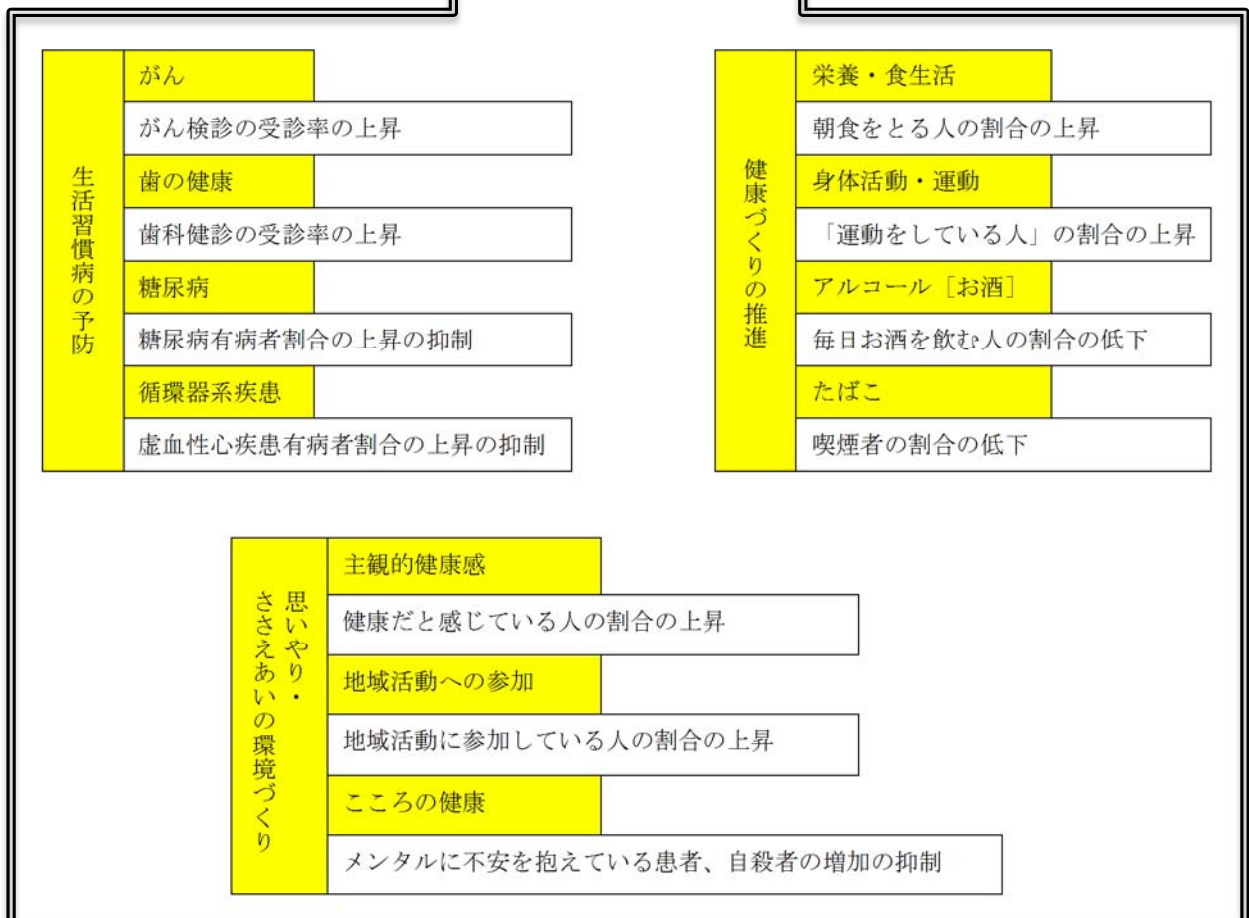 生活習慣病の予防
がん
がん検診の受診率の上昇
歯の健康
歯科健診の受診率の上昇
糖尿病
糖尿病有病者割合の上昇の抑制
循環器系疾患
虚血性心疾患有病者割合の上昇の抑制
健康づくりの推進
栄養・食生活
朝食をとる人の割合の上昇
身体活動・運動
「運動をしている人」の割合の上昇
アルコール［お酒］
毎日お酒を飲む人の割合の低下
たばこ
喫煙者の割合の低下
思いやり・
ささえあいの環境づくり
主観的健康感
健康だと感じている人の割合の上昇
地域活動への参加
地域活動に参加している人の割合の上昇
こころの健康
メンタルに不安を抱えている患者、自殺者の増加の抑制